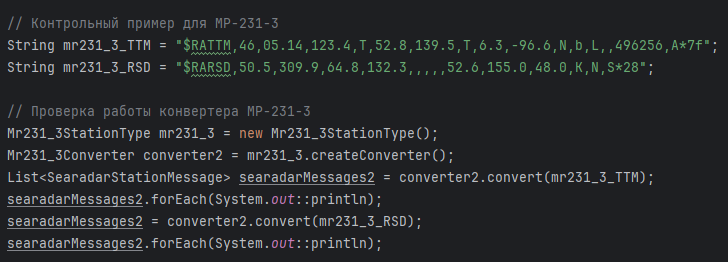 // Контрольный пример для МР-231-3
String mr231_3_TTM = "$RATTM,46,05.14,123.4,T,52.8,139.5,T,6.3,-96.6,N,b,L,,496256,A*7f";
String mr231_3_RSD = "$RARSD,50.5,309.9,64.8,132.3,,,,,52.6,155.0,48.0,K,N,S*28";
// Проверка работы конвертера МР-231-3
Mr231_3StationType mr231_3 = new Mr231_3StationType();
Mr231_3Converter converter2 = mr231_3.createConverter();
List<SearadarStationMessage> searadarMessages2 = converter2.convert(mr231_3_TTM);
searadarMessages2.forEach(System.out::println);
searadarMessages2 = converter2.convert(mr231_3_RSD);
searadarMessages2.forEach(System.out::println);